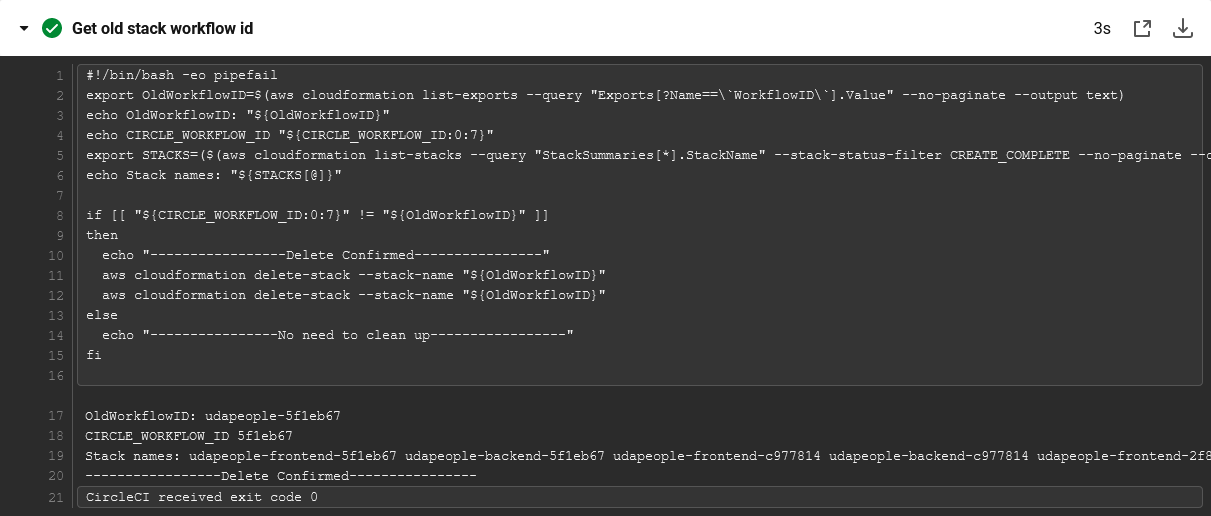 Get old stack workflow id 3s
1 #!/bin/bash -eo pipefail
2 export OldWorkflowID=$(aws cloudformation list-exports --query "Exports[?Name==\`WorkflowID\`].Value" --no-paginate --output text)
3 echo OldWorkflowID: "${OldWorkflowID}"
4 echo CIRCLE_WORKFLOW_ID "${CIRCLE_WORKFLOW_ID:0:7}"
5 export STACKS=($(aws cloudformation list-stacks --query "StackSummaries[*].StackName" --stack-status-filter CREATE_COMPLETE --no-paginate --o
6 echo Stack names: "${STACKS[@]}"
7
8 if [[ "${CIRCLE_WORKFLOW_ID:0:7}" != "${OldWorkflowID}" ]]
9 then
10   echo "-----------------Delete Confirmed----------------"
11   aws cloudformation delete-stack --stack-name "${OldWorkflowID}"
12   aws cloudformation delete-stack --stack-name "${OldWorkflowID}"
13 else
14   echo "----------------No need to clean up-----------------"
15 fi
16
17 OldWorkflowID: udapeople-5f1eb67
18 CIRCLE_WORKFLOW_ID 5f1eb67
19 Stack names: udapeople-frontend-5f1eb67 udapeople-backend-5f1eb67 udapeople-frontend-c977814 udapeople-backend-c977814 udapeople-frontend-2f8
20 -----------------Delete Confirmed----------------
21 CircleCI received exit code 0